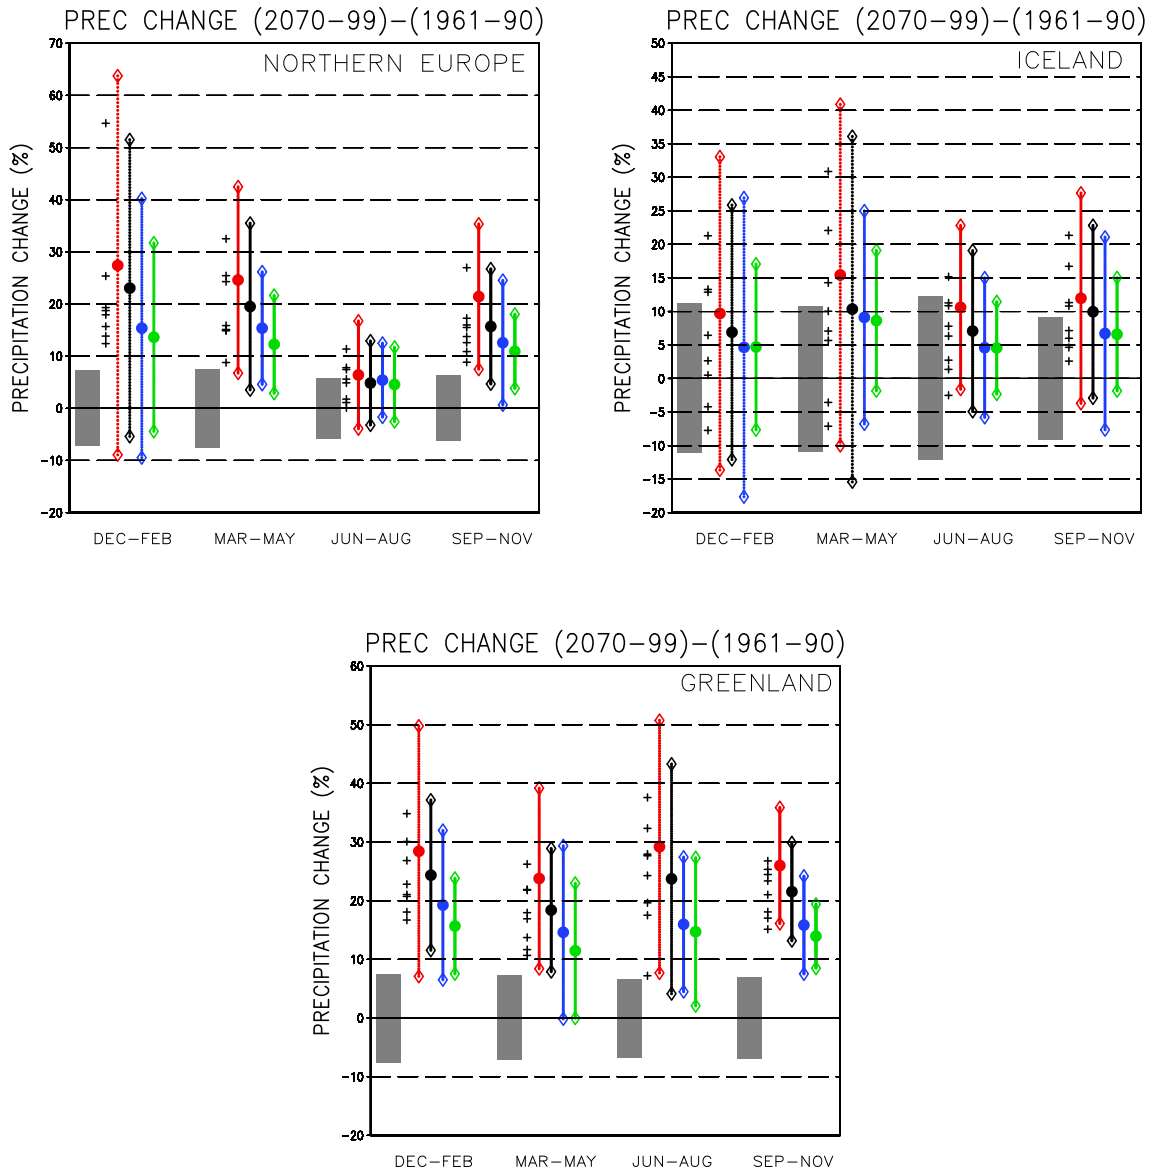 PREC CHANGE (2070-99)-(1961-90)
NORTHERN EUROPE
PRECIPITATION CHANGE (%)
70
60
50
40
30
20
10
0
-10
-20
DEC-FEB MAR-MAY JUN-AUG SEP-NOV
PREC CHANGE (2070-99)-(1961-90)
ICELAND
PRECIPITATION CHANGE (%)
50
45
40
35
30
25
20
15
10
5
0
-5
-10
-15
-20
DEC-FEB MAR-MAY JUN-AUG SEP-NOV
PREC CHANGE (2070-99)-(1961-90)
GREENLAND
PRECIPITATION CHANGE (%)
60
50
40
30
20
10
0
-10
-20
DEC-FEB MAR-MAY JUN-AUG SEP-NOV